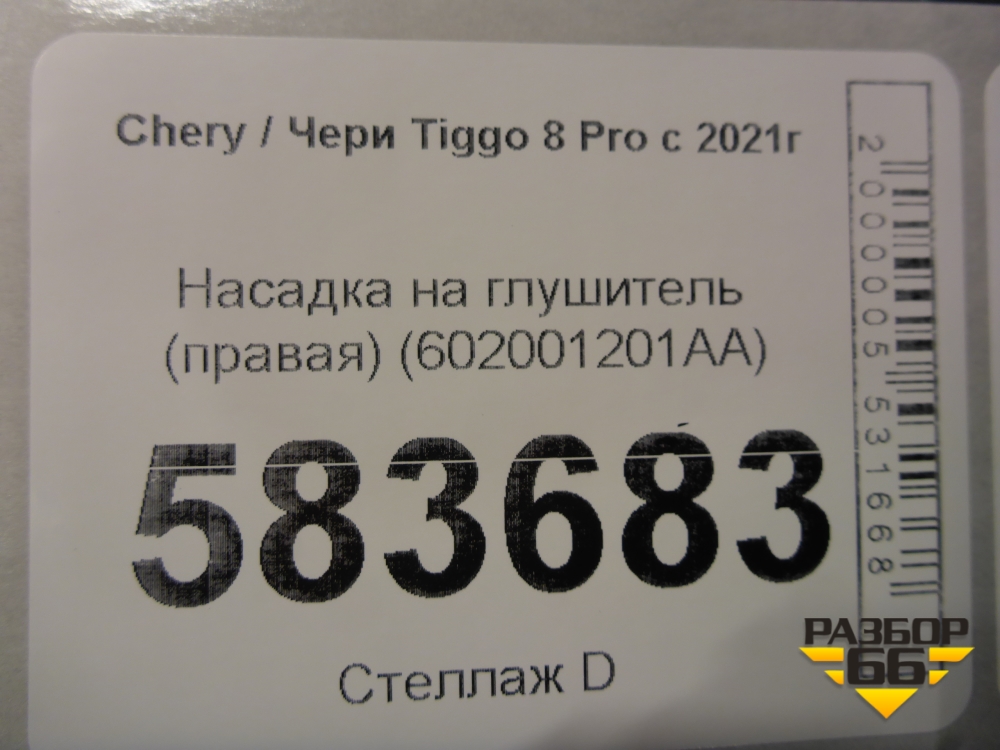 Chery / Чери Tiggo 8 Pro с 2021г
Насадка на глушитель
(правая) (602001201AA)
583683
Стеллаж D
2000005531668
РАЗБОР
66